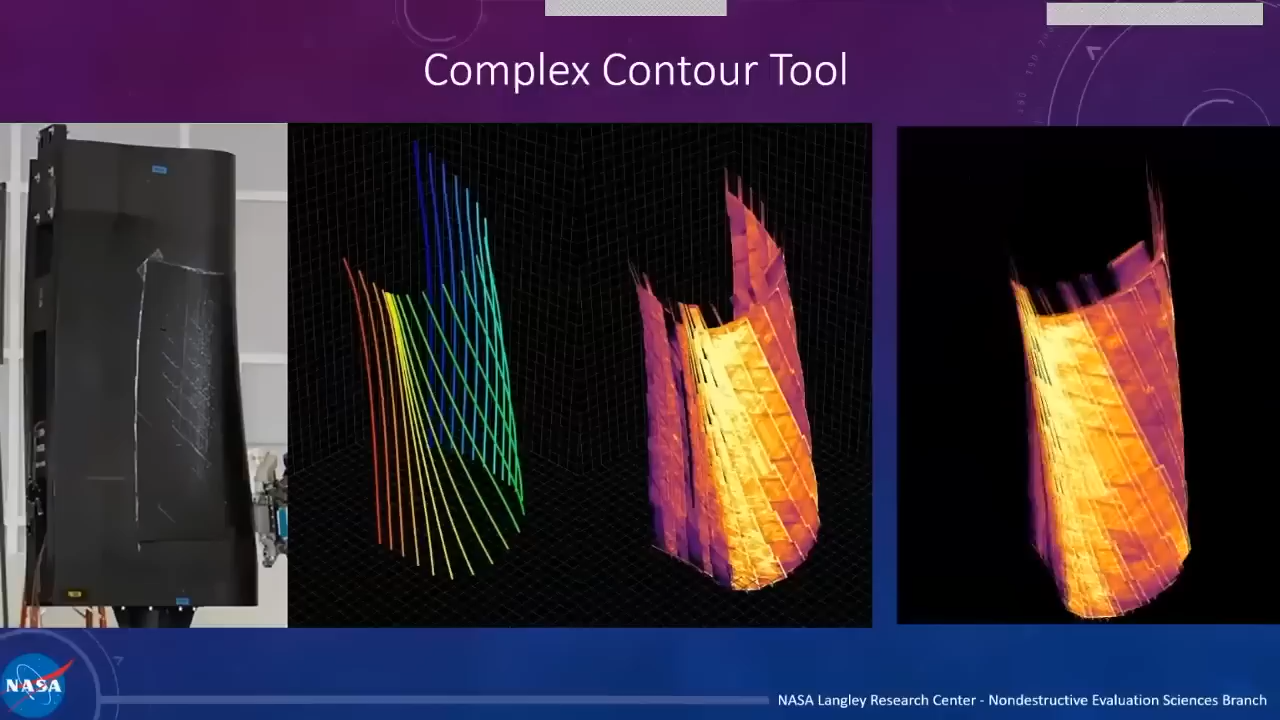 Complex Contour Tool
NASA
NASA Langley Research Center - Nondestructive Evaluation Sciences Branch